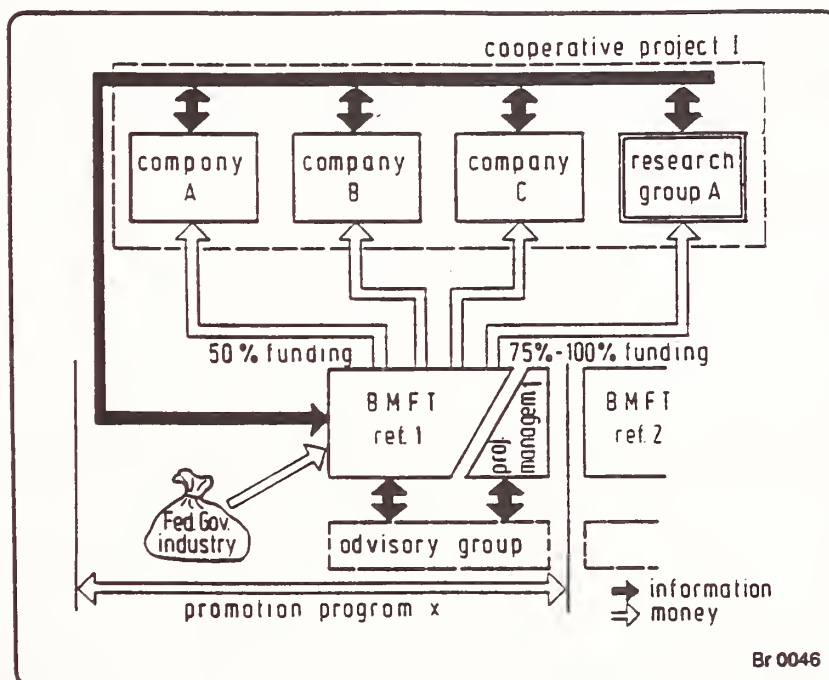 cooperative project I
company
A
company
B
company
C
research
group A
50 % funding
75%-100% funding
BMFT
ref. 1
proj.
managem 1
BMFT
ref. 2
Fed. Gov.
industry
advisory group
promotion program x
information
money
Br 0046